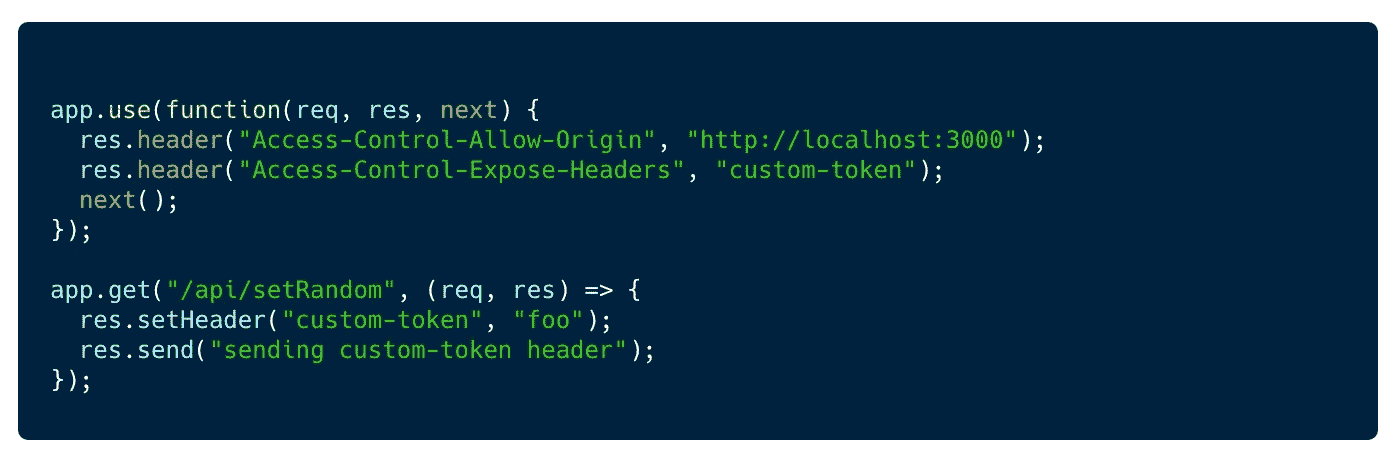 app.use(function(req, res, next) {
  res.header("Access-Control-Allow-Origin", "http://localhost:3000");
  res.header("Access-Control-Expose-Headers", "custom-token");
  next();
});

app.get("/api/setRandom", (req, res) => {
  res.setHeader("custom-token", "foo");
  res.send("sending custom-token header");
});